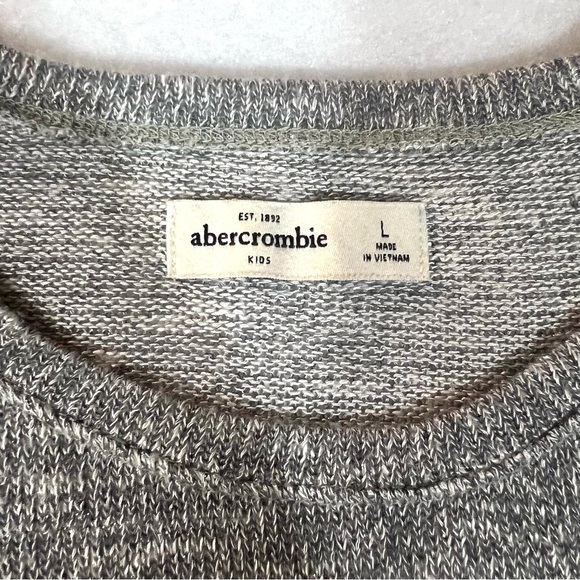 EST. 1892
abercrombie
KIDS
L
MADE
IN VIETNAM